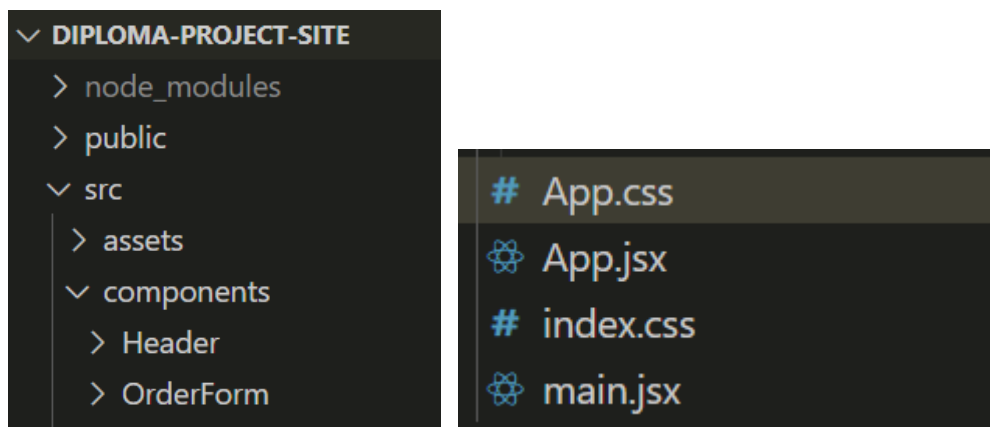 DIPLOMA-PROJECT-SITE
node_modules
public
src
assets
components
Header
OrderForm
# App.css
App.jsx
# index.css
main.jsx